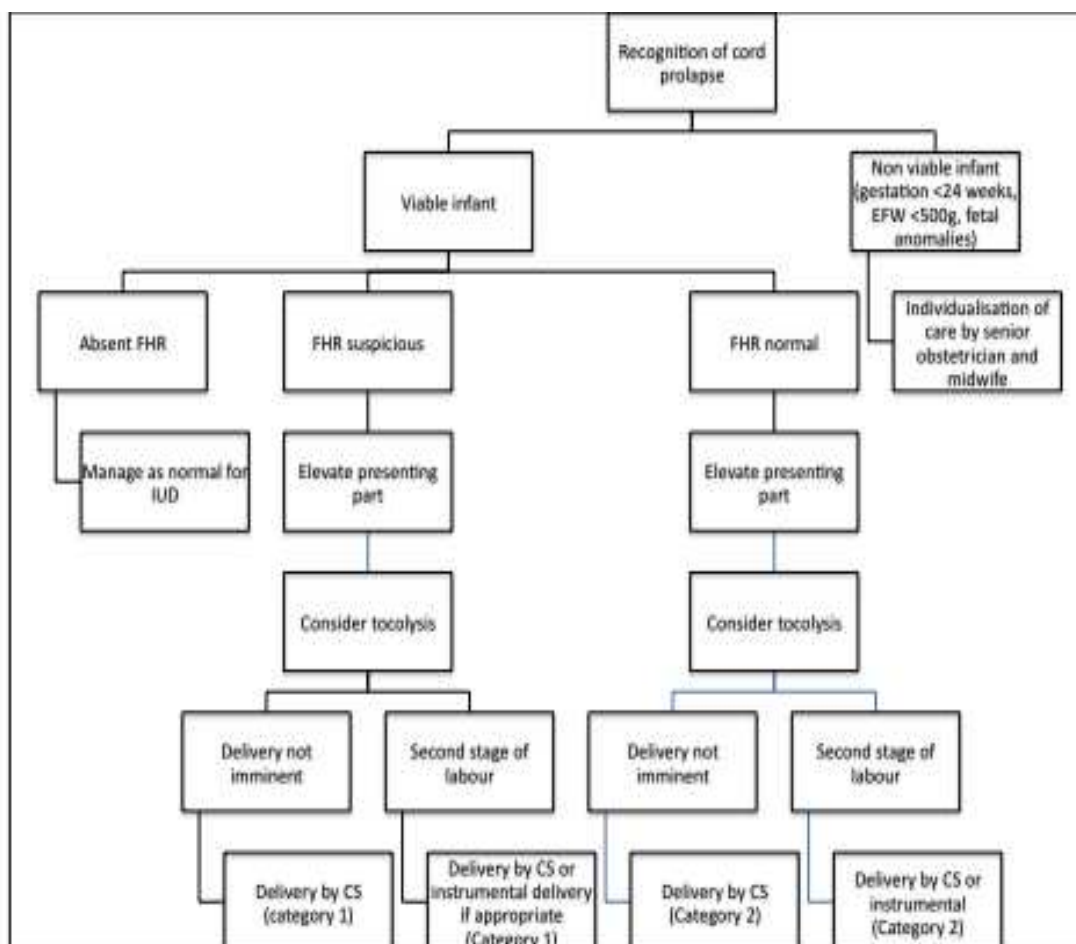 Recognition of cord
prolapse
Viable infant
Non viable infant
(gestation <24 weeks,
EFW <500g, fetal
anomalies)
Absent FHR
FHR suspicious
FHR normal
Individualisation of
care by senior
obstetrician and
midwife
Manage as normal for
IUD
Elevate presenting
part
Elevate presenting
part
Consider tocolysis
Consider tocolysis
Delivery not
imminent
Second stage of
labour
Delivery not
imminent
Second stage of
labour
Delivery by CS
(category 1)
Delivery by CS or
instrumental delivery
if appropriate
(Category 1)
Delivery by CS
(Category 2)
Delivery by CS or
instrumental
(Category 2)